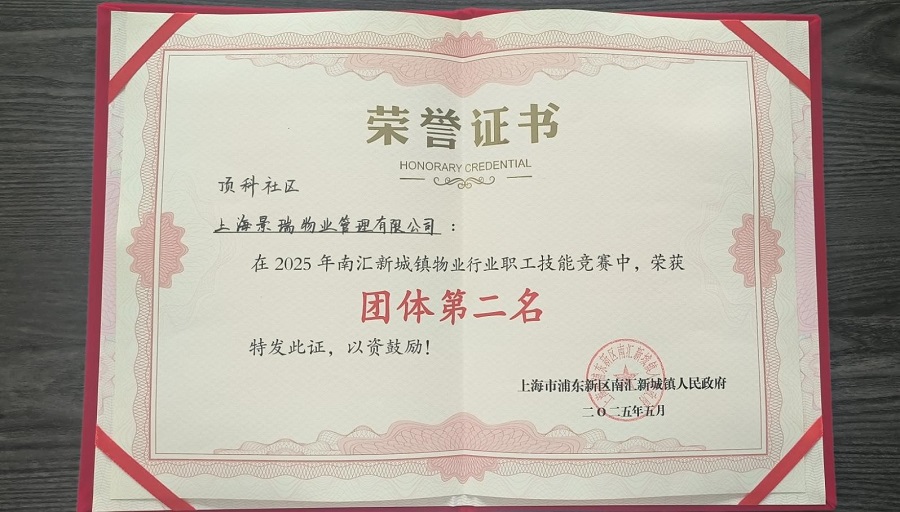 荣誉证书
HONORARY CREDENTIAL
顶科社区
上海景瑞物业管理有限公司：
在2025年南汇新城镇物业行业职工技能竞赛中，荣获
团体第二名
特发此证，以资鼓励！
上海市浦东新区南汇新城镇人民政府
二〇二五年五月